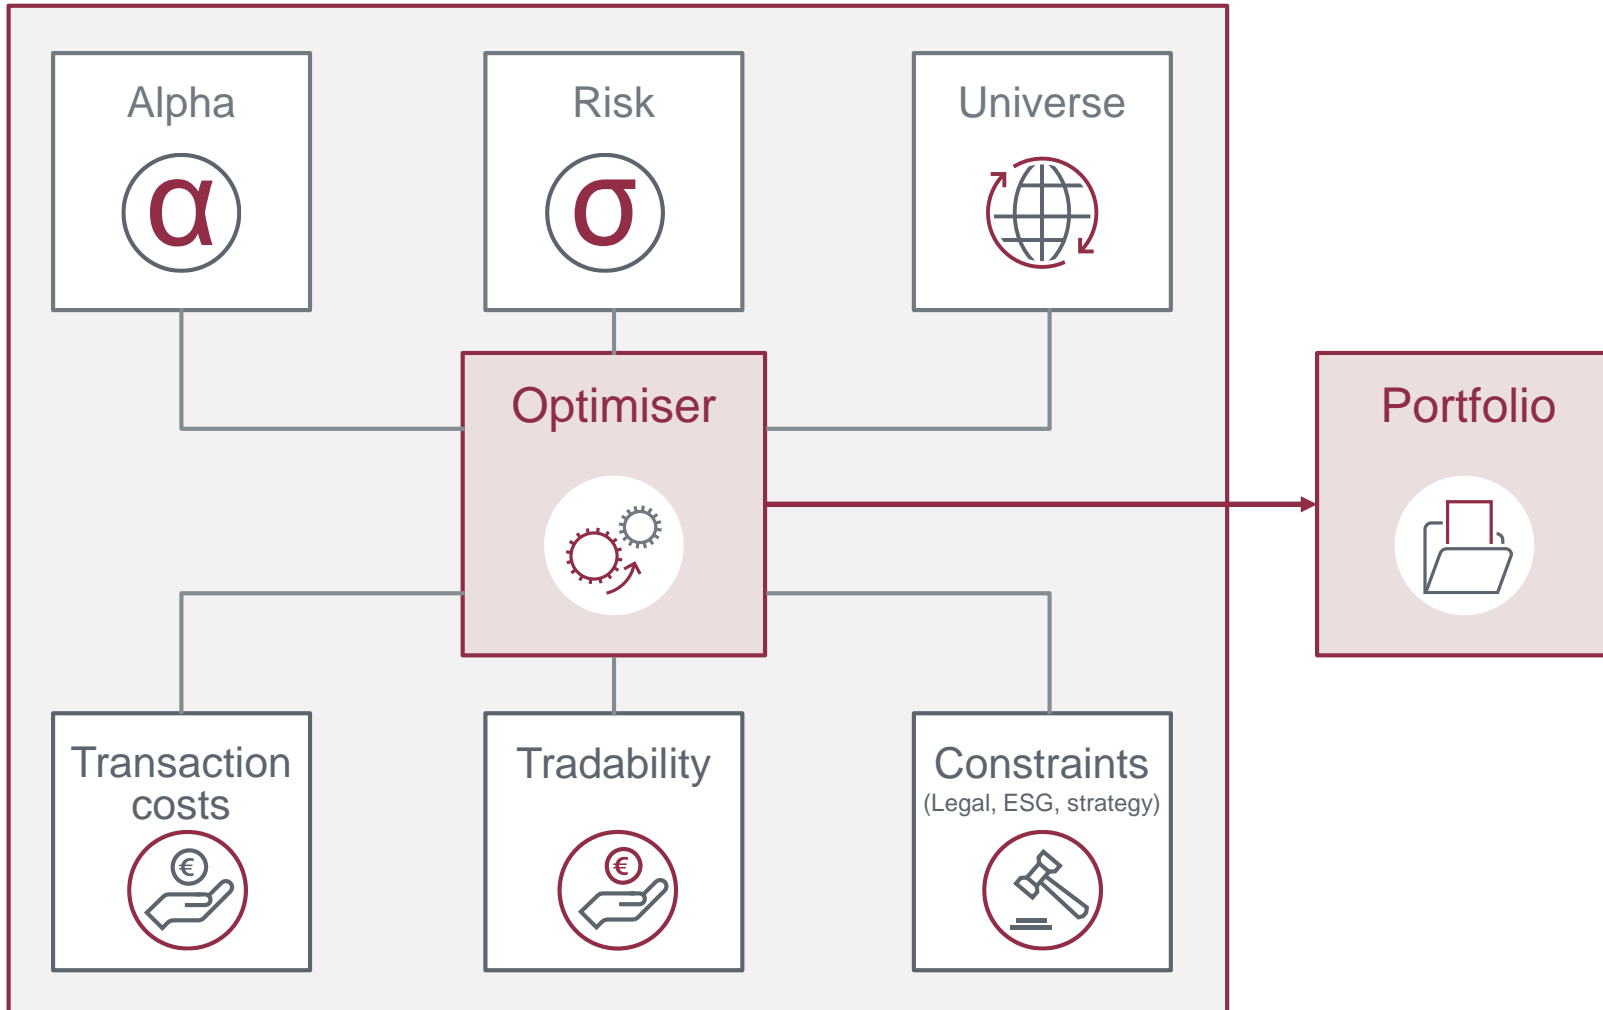 Alpha
Risk
Universe
α
σ
Optimiser
Portfolio
Transaction
costs
Tradability
Constraints
(Legal, ESG, strategy)
€
€